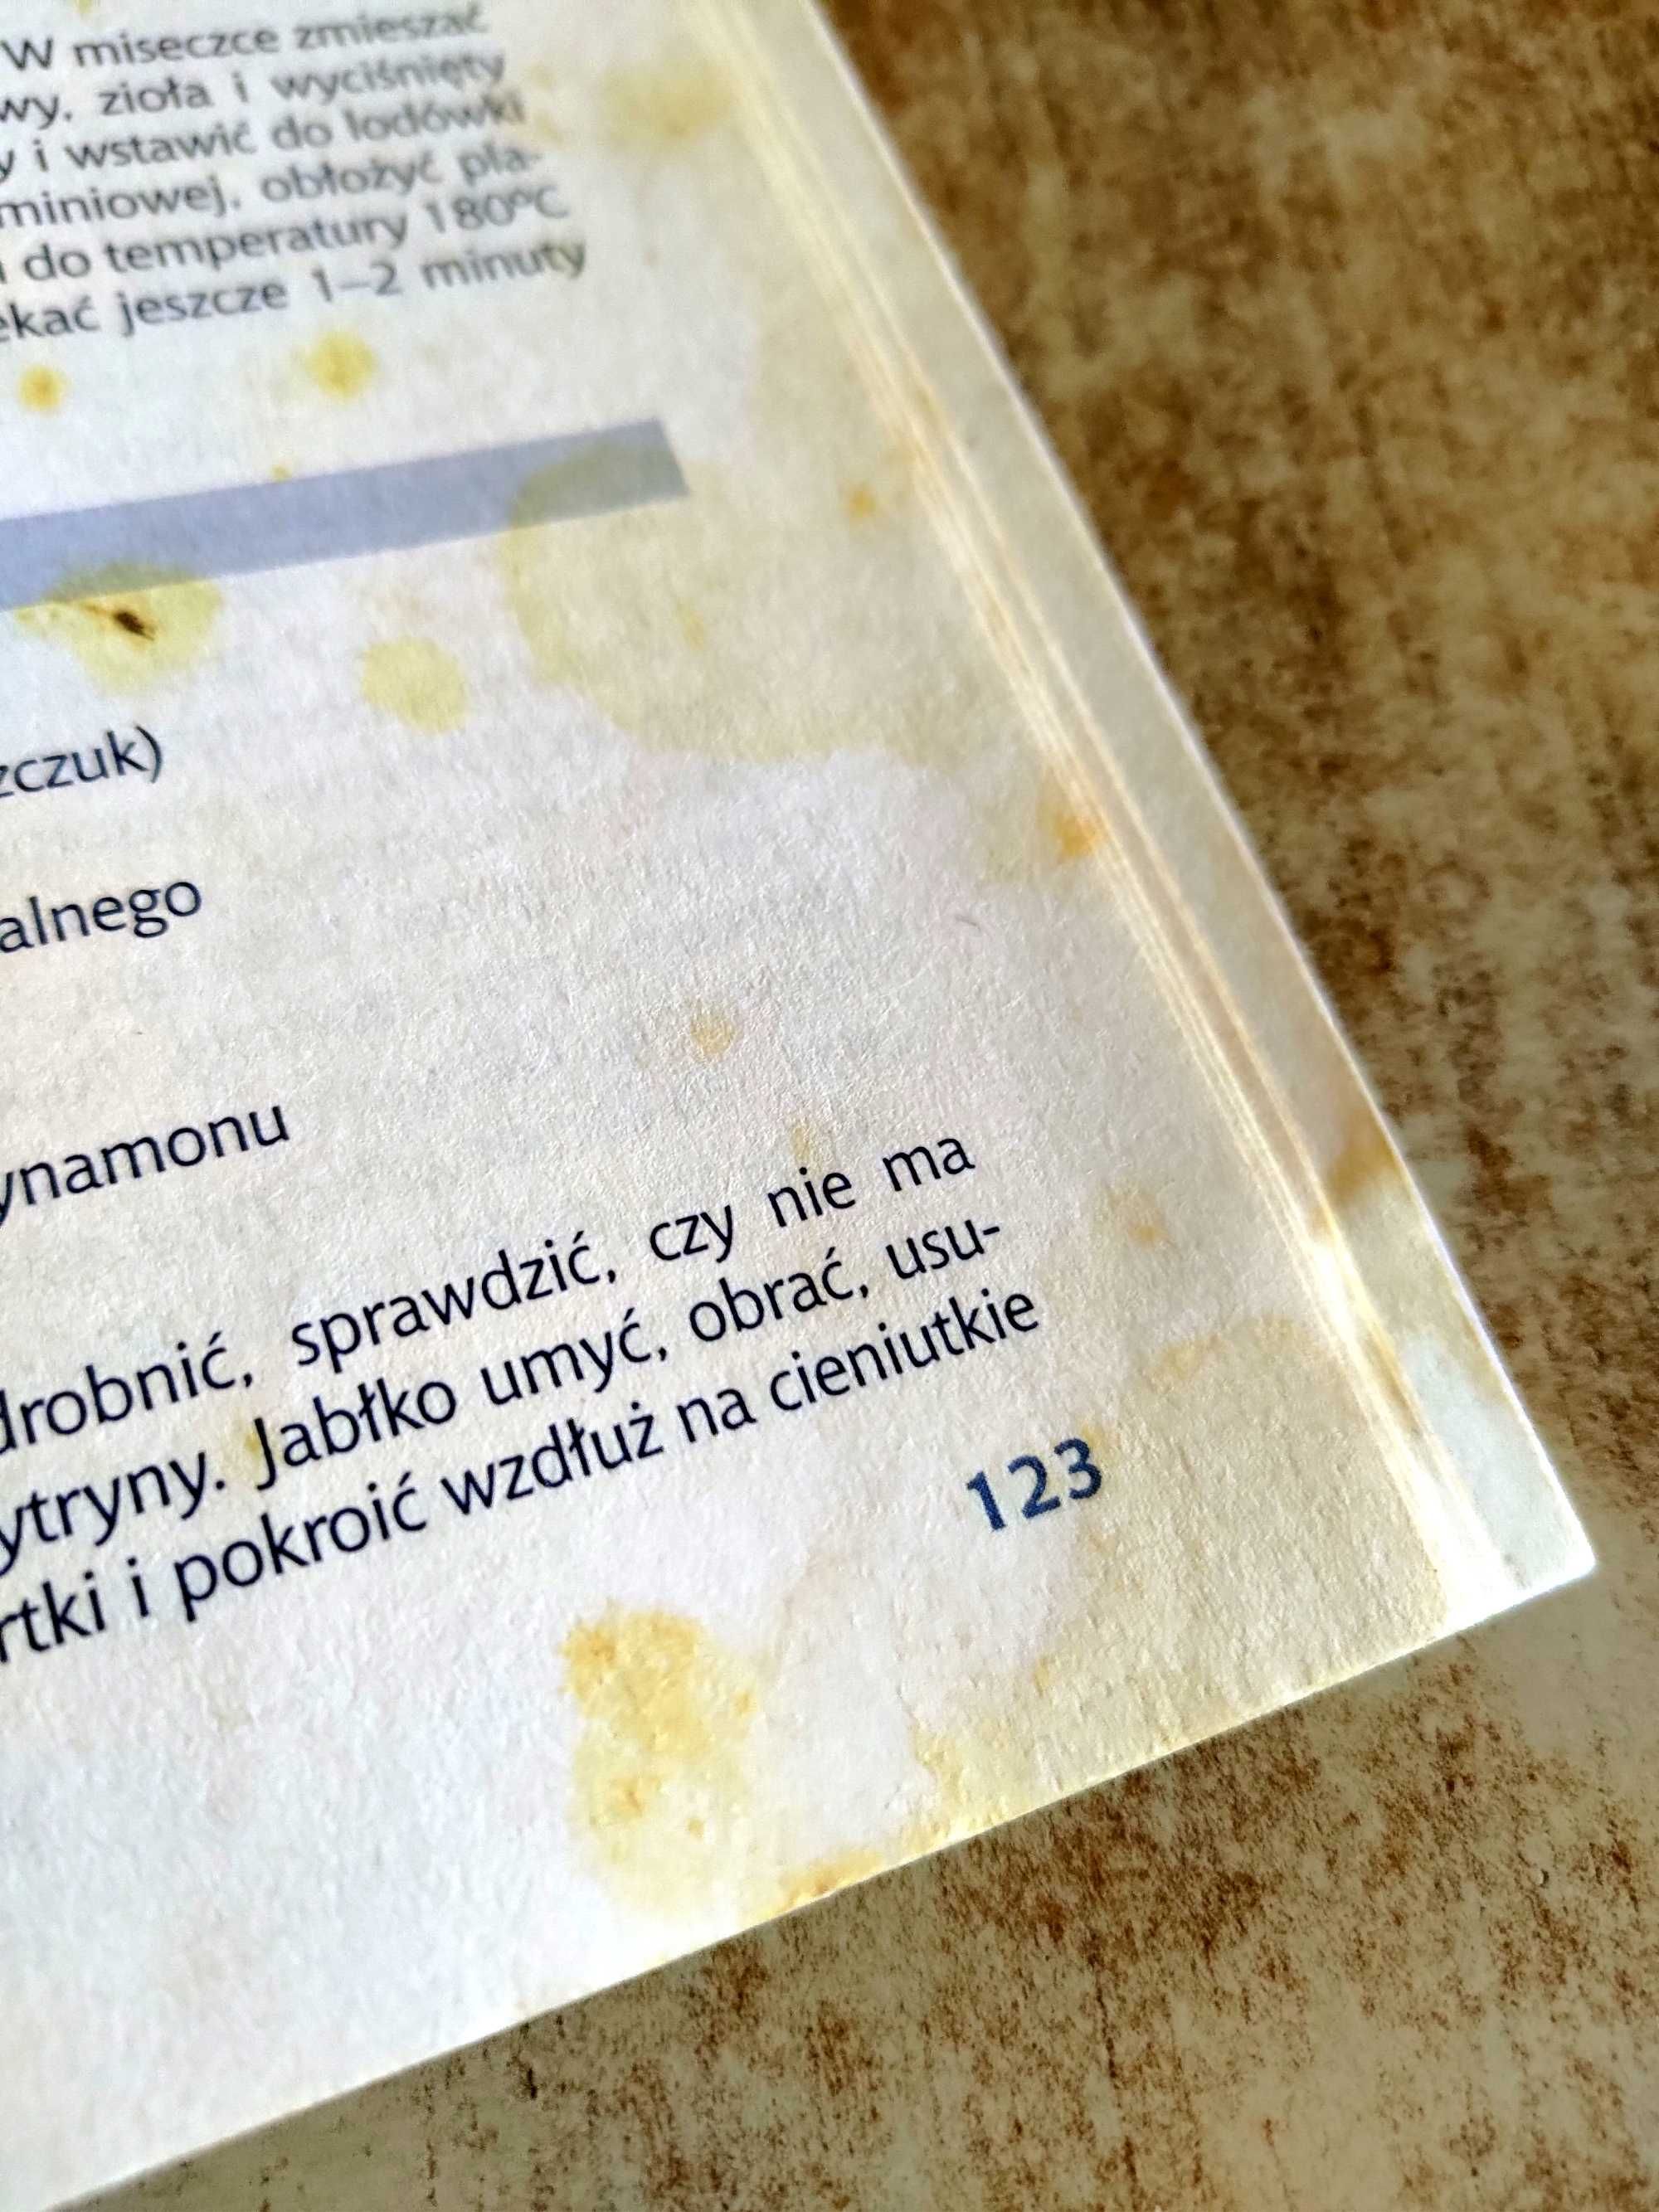 W miseczce zmieszać
wy, zioła i wyciśnięty
y i wstawić do lodówki
miniowej, obłożyć pla-
do temperatury 180°C
ekać jeszcze 1–2 minuty
zczuk)
alnego
ynamonu
drobnić, sprawdzić, czy nie ma
ytryny. Jabłko umyć, obrać, usu-
rtki i pokroić wzdłuż na cieniutkie
123